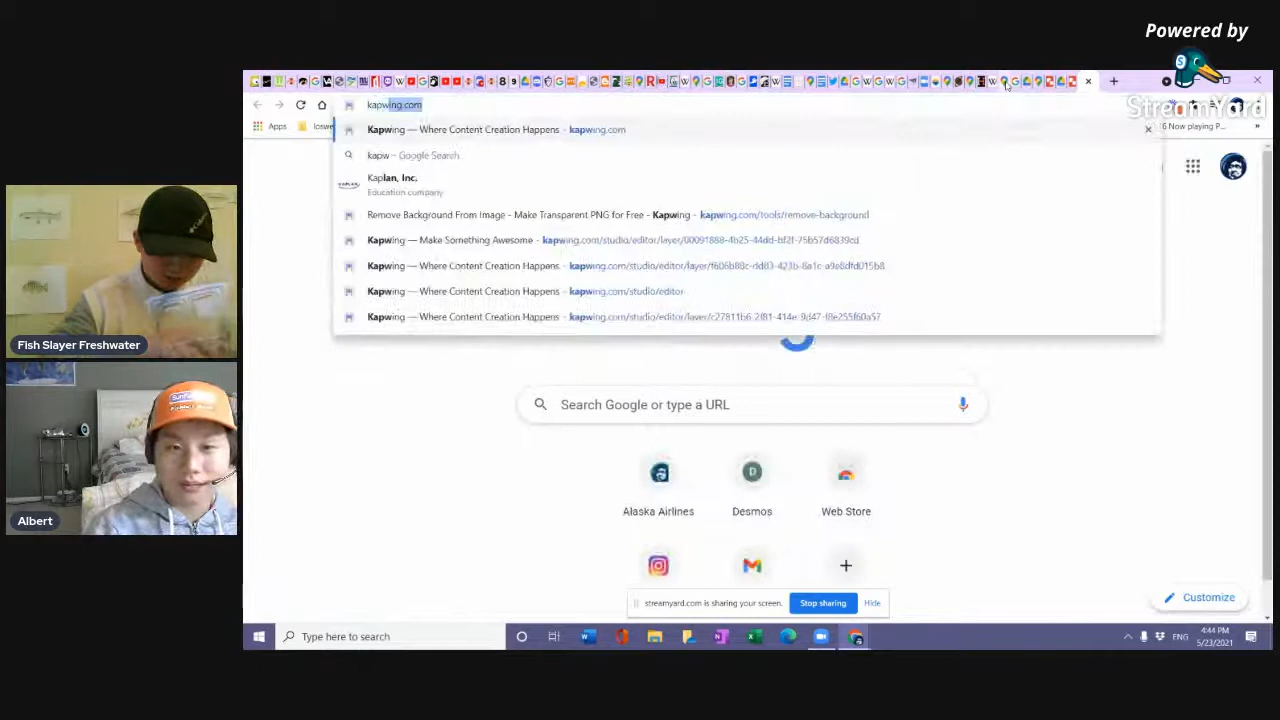 Powered by
StreamYard
kapwing.com
Apps
6 Now playing P...
»
Kapwing — Where Content Creation Happens - kapwing.com
kapw - Google Search
Kaplan, Inc.
Education company
Remove Background From Image - Make Transparent PNG for Free - Kapwing - kapwing.com/tools/remove-background
Kapwing — Make Something Awesome - kapwing.com/studio/editor/layer/
Kapwing — Where Content Creation Happens - kapwing.com/studio/editor/layer/
Kapwing — Where Content Creation Happens - kapwing.com/studio/editor
Kapwing — Where Content Creation Happens - kapwing.com/studio/editor/layer/
Fish Slayer Freshwater
Search Google or type a URL
D
Alaska Airlines
Desmos
Web Store
Albert
streamyard.com is sharing your screen.
Stop sharing
Hide
Customize
Type here to search
ENG
4:44 PM
5/23/2021